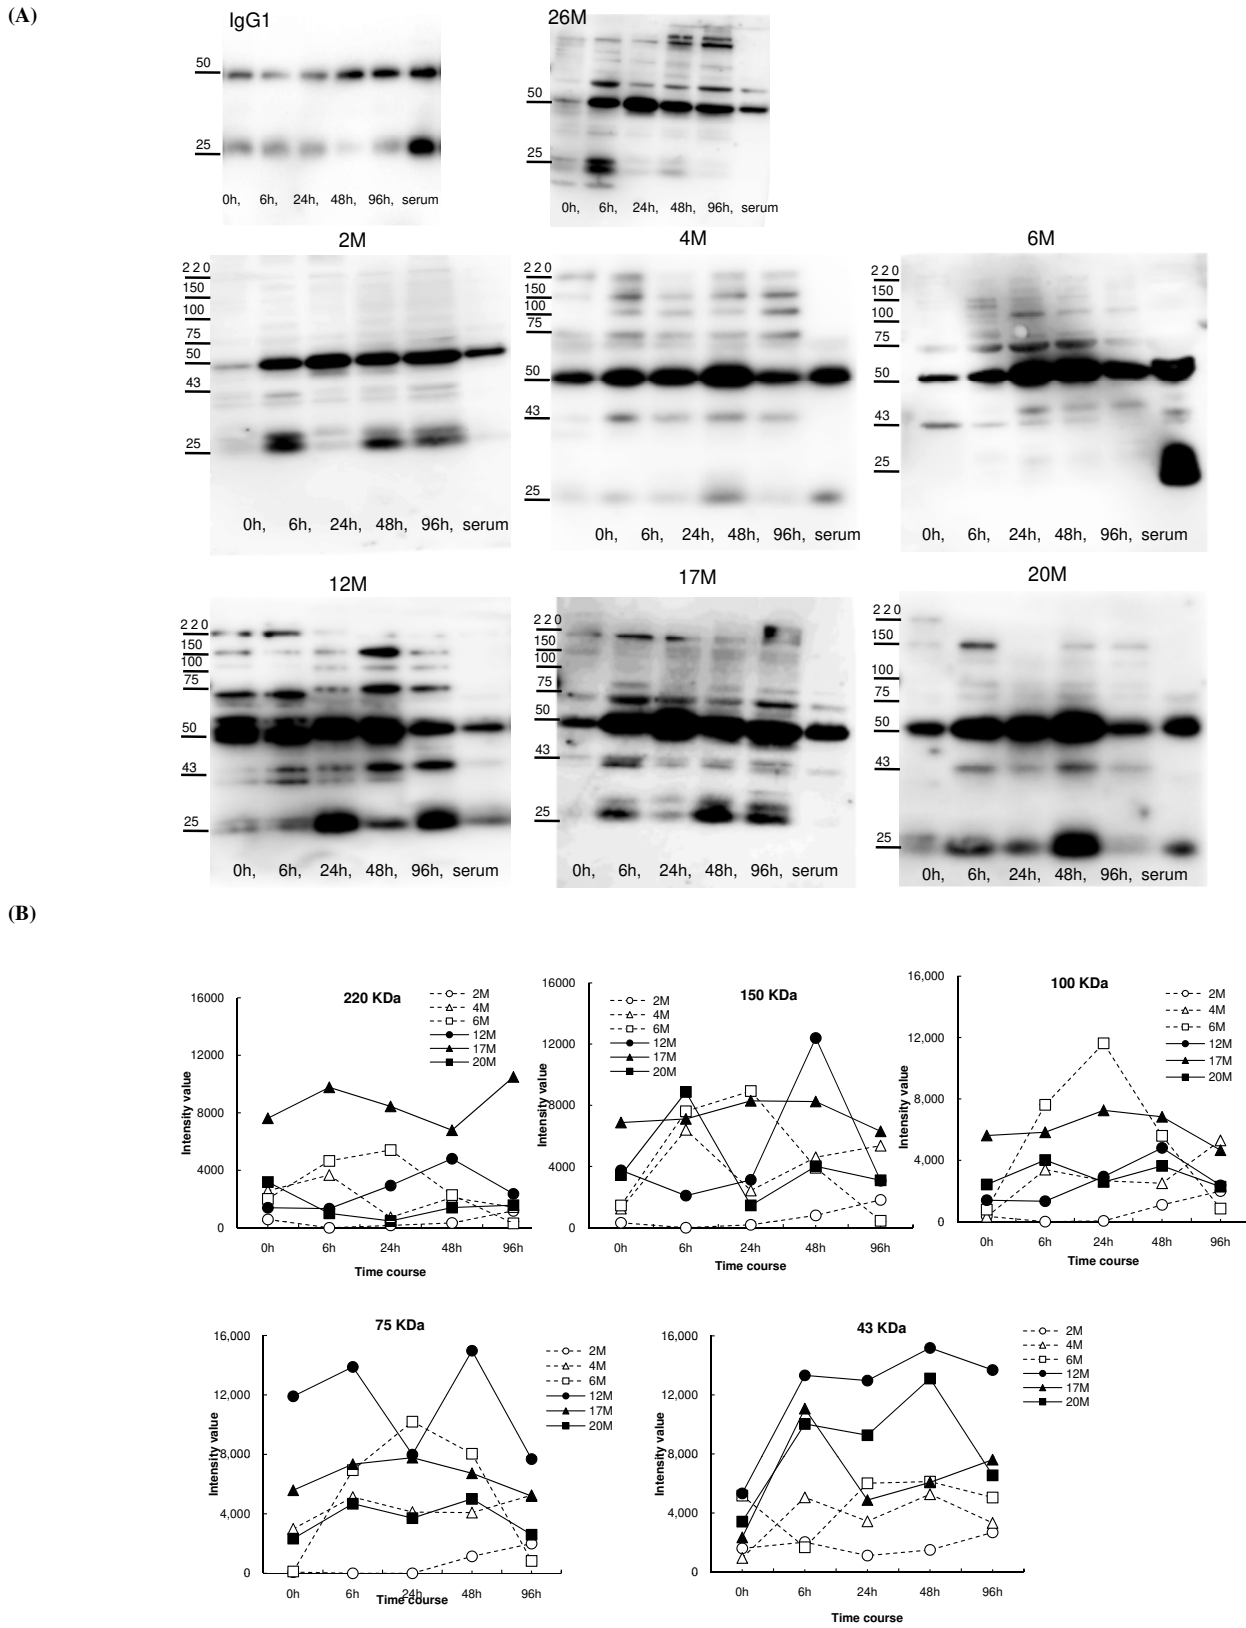 (A)
IgG1
50
25
0h, 6h, 24h, 48h, 96h, serum
26M
50
25
0h, 6h, 24h, 48h, 96h, serum
2M
220
150
100
75
50
43
25
0h, 6h, 24h, 48h, 96h, serum
4M
220
150
100
75
50
43
25
0h, 6h, 24h, 48h, 96h, serum
6M
220
150
100
75
50
43
25
0h, 6h, 24h, 48h, 96h, serum
12M
220
150
100
75
50
43
25
0h, 6h, 24h, 48h, 96h, serum
17M
220
150
100
75
50
43
25
0h, 6h, 24h, 48h, 96h, serum
20M
220
150
100
75
50
43
25
0h, 6h, 24h, 48h, 96h, serum
(B)
220 KDa
2M
4M
6M
12M
17M
20M
Intensity value
16000
12000
8000
4000
0
0h 6h 24h 48h 96h
Time course
150 KDa
2M
4M
6M
12M
17M
20M
Intensity value
16000
12000
8000
4000
0
0h 6h 24h 48h 96h
Time course
100 KDa
2M
4M
6M
12M
17M
20M
Intensity value
16,000
12,000
8,000
4,000
0
0h 6h 24h 48h 96h
Time course
75 KDa
2M
4M
6M
12M
17M
20M
Intensity value
16,000
12,000
8,000
4,000
0
0h 6h 24h 48h 96h
Time course
43 KDa
2M
4M
6M
12M
17M
20M
Intensity value
16,000
12,000
8,000
4,000
0
0h 6h 24h 48h 96h
Time course